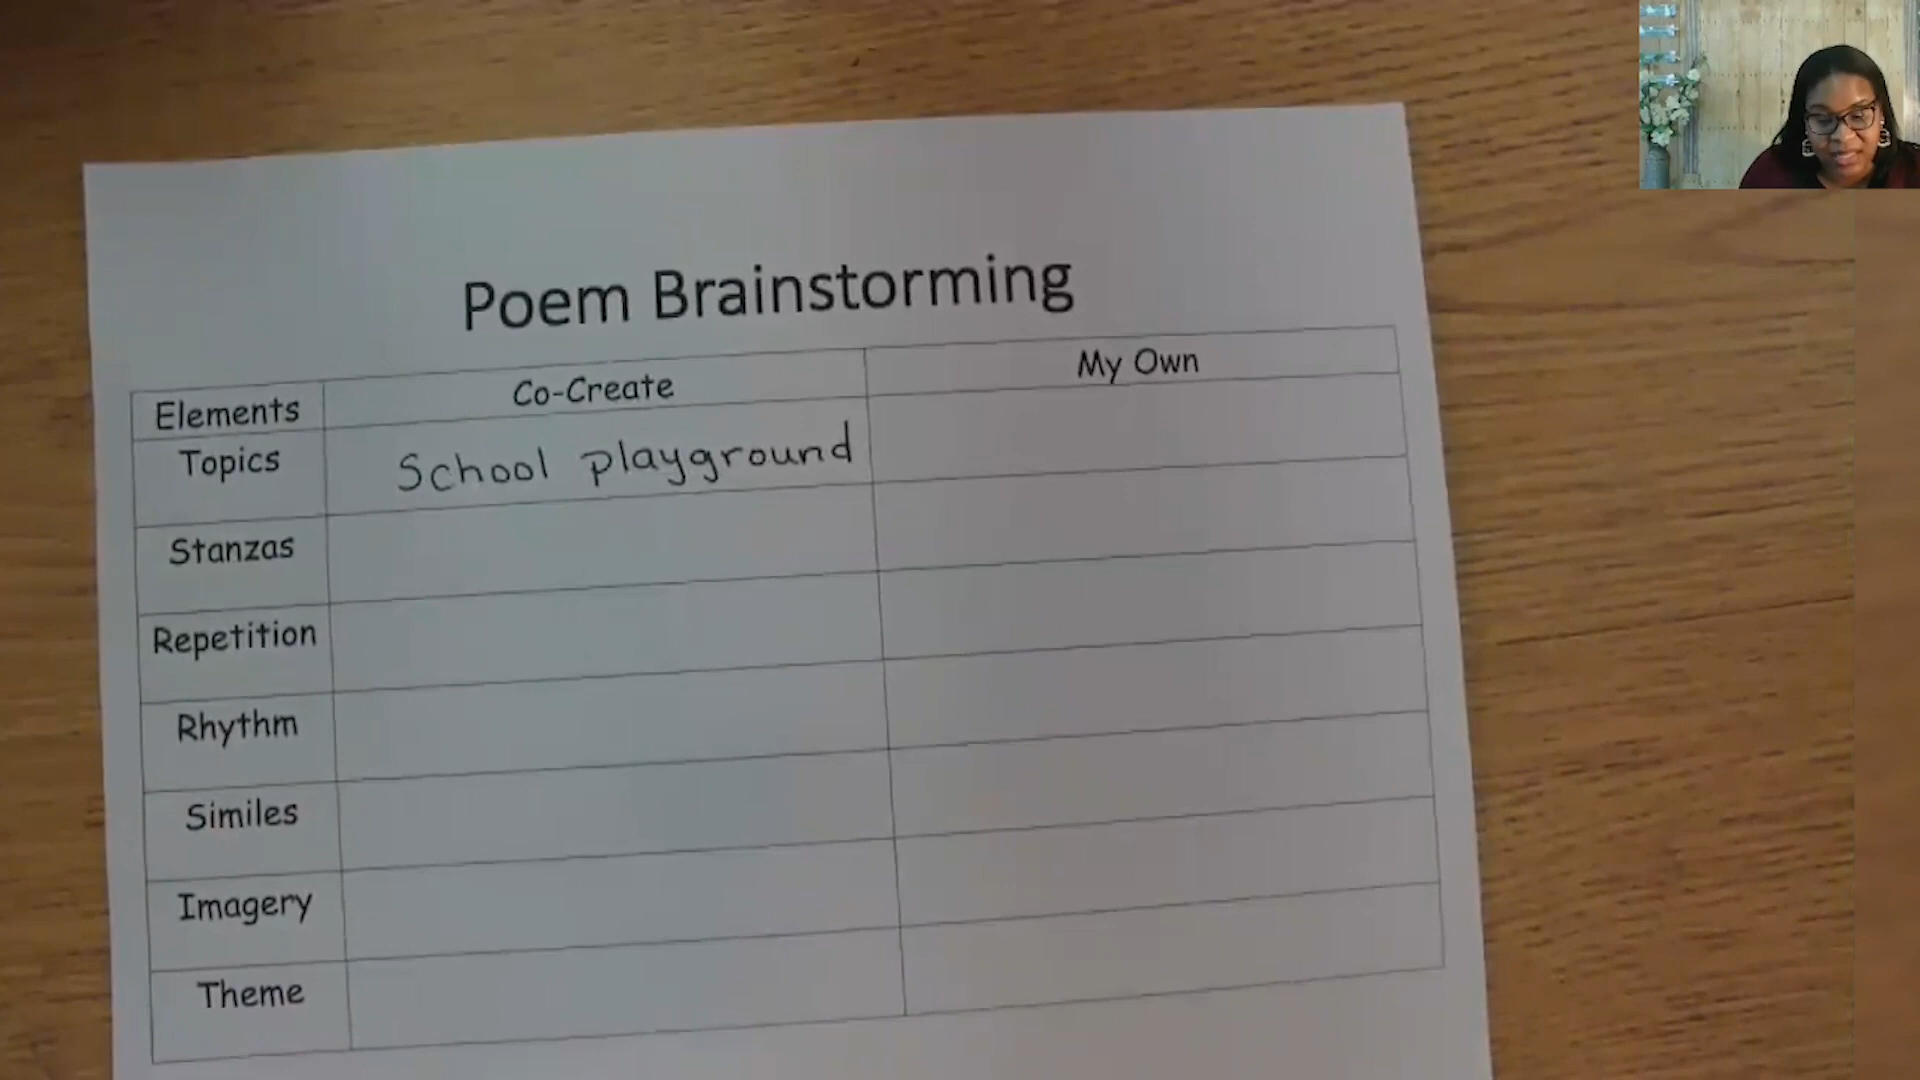 Poem Brainstorming
Elements Co-Create My Own
Topics School playground
Stanzas
Repetition
Rhythm
Similes
Imagery
Theme